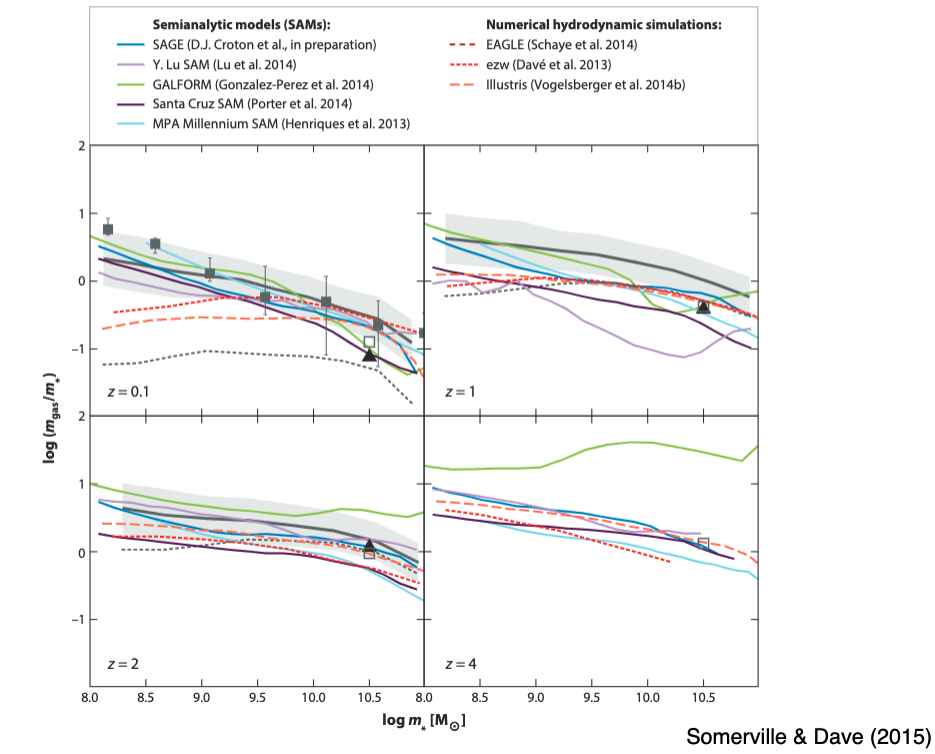 Semianalytic models (SAMs):
SAGE (D.J. Croton et al., in preparation)
Y. Lu SAM (Lu et al. 2014)
GALFORM (Gonzalez-Perez et al. 2014)
Santa Cruz SAM (Porter et al. 2014)
MPA Millennium SAM (Henriques et al. 2013)
Numerical hydrodynamic simulations:
EAGLE (Schaye et al. 2014)
ezw (Davé et al. 2013)
Illustris (Vogelsberger et al. 2014b)
2
1
0
−1
z = 0.1
z = 1
2
1
0
−1
z = 2
z = 4
log (m_gas/m_*)
8.0 8.5 9.0 9.5 10.0 10.5 8.0 8.5 9.0 9.5 10.0 10.5
log m_* [M_⊙]
Somerville & Dave (2015)